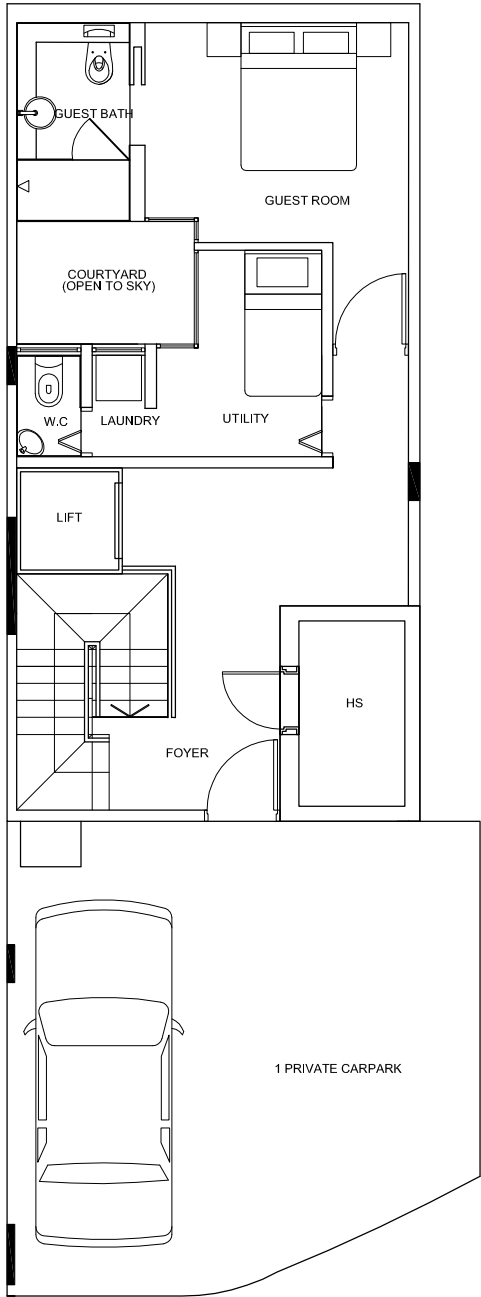 GUEST BATH
GUEST ROOM
COURTYARD
(OPEN TO SKY)
W.C
LAUNDRY
UTILITY
LIFT
HS
FOYER
1 PRIVATE CARPARK